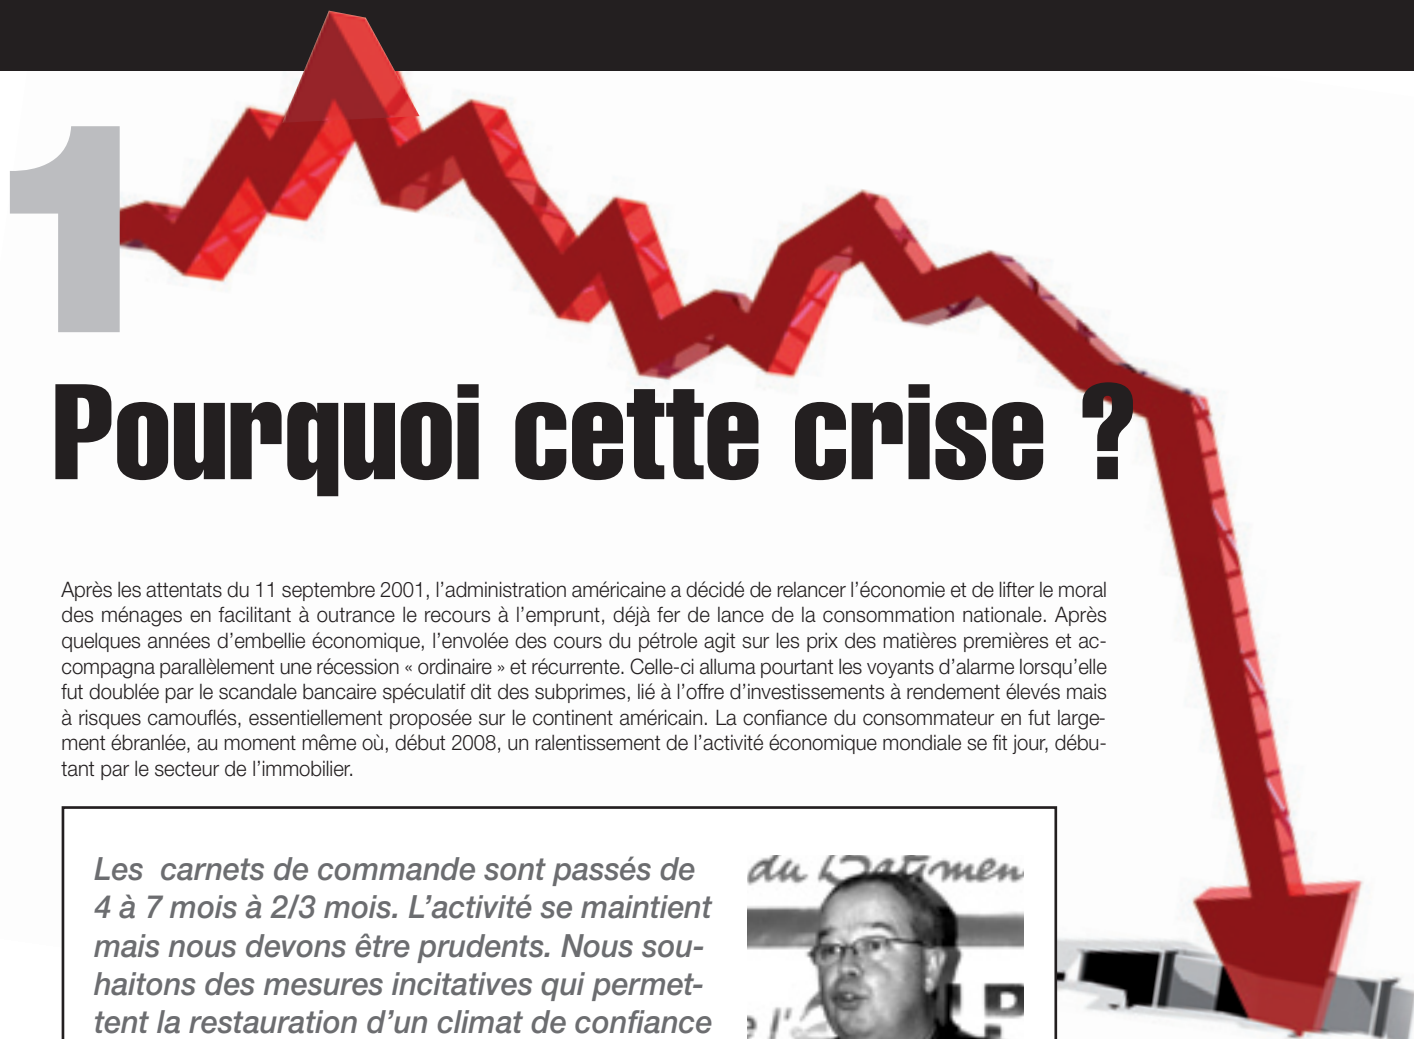 1
Pourquoi cette crise ?
Après les attentats du 11 septembre 2001, l’administration américaine a décidé de relancer l’économie et de lifter le moral
des ménages en facilitant à outrance le recours à l’emprunt, déjà fer de lance de la consommation nationale. Après
quelques années d’embellie économique, l’envolée des cours du pétrole agit sur les prix des matières premières et ac-
compagna parallèlement une récession « ordinaire » et récurrente. Celle-ci alluma pourtant les voyants d’alarme lorsqu’elle
fut doublée par le scandale bancaire spéculatif dit des subprimes, lié à l’offre d’investissements à rendement élevés mais
à risques camouflés, essentiellement proposée sur le continent américain. La confiance du consommateur en fut large-
ment ébranlée, au moment même où, début 2008, un ralentissement de l’activité économique mondiale se fit jour, débu-
tant par le secteur de l’immobilier.
Les carnets de commande sont passés de
4 à 7 mois à 2/3 mois. L’activité se maintient
mais nous devons être prudents. Nous sou-
haitons des mesures incitatives qui permet-
tent la restauration d’un climat de confiance
du Batimen